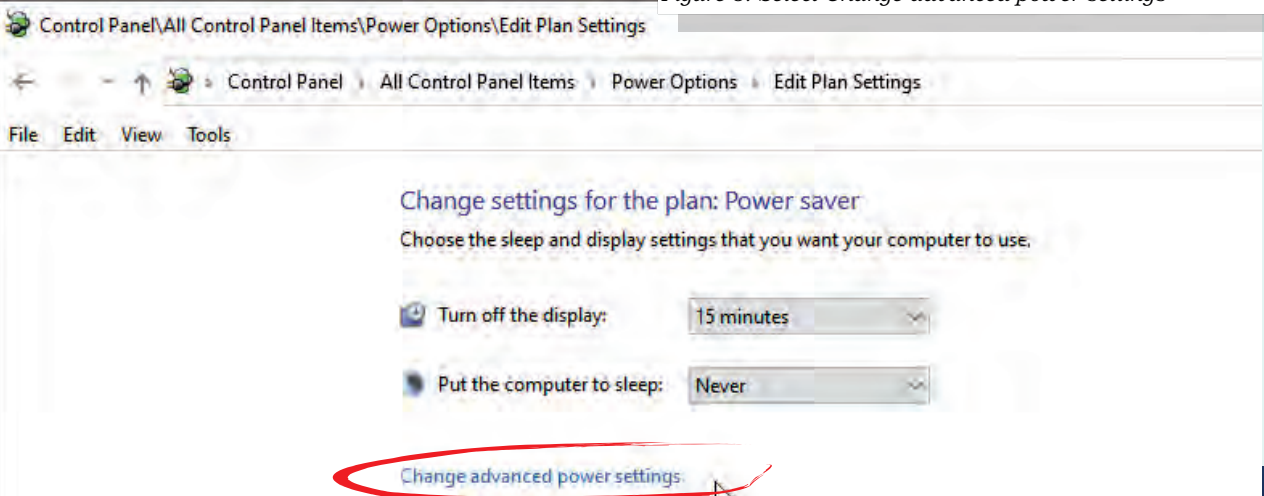 Control Panel\All Control Panel Items\Power Options\Edit Plan Settings
Control Panel All Control Panel Items Power Options Edit Plan Settings
File Edit View Tools
Change settings for the plan: Power saver
Choose the sleep and display settings that you want your computer to use.
Turn off the display: 15 minutes
Put the computer to sleep: Never
Change advanced power settings